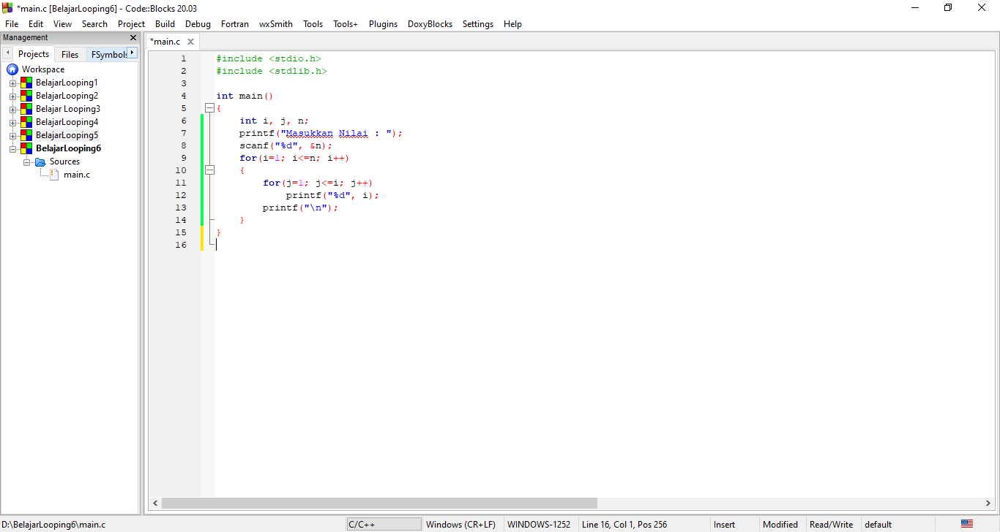 *main.c [BelajarLooping6] - Code::Blocks 20.03
File Edit View Search Project Build Debug Fortran wxSmith Tools Tools+ Plugins DoxyBlocks Settings Help
Management
Projects Files FSymbols
Workspace
BelajarLooping1
BelajarLooping2
Belajar Looping3
BelajarLooping4
BelajarLooping5
BelajarLooping6
Sources
main.c
*main.c
1 #include <stdio.h>
2 #include <stdlib.h>
3
4 int main()
5 {
6 int i, j, n;
7 printf("Masukkan Nilai : ");
8 scanf("%d", &n);
9 for(i=1; i<=n; i++)
10 {
11 for(j=1; j<=i; j++)
12 printf("%d", i);
13 printf("\n");
14 }
15 }
16
D:\BelajarLooping6\main.c C/C++ Windows (CR+LF) WINDOWS-1252 Line 16, Col 1, Pos 256 Insert Modified Read/Write default